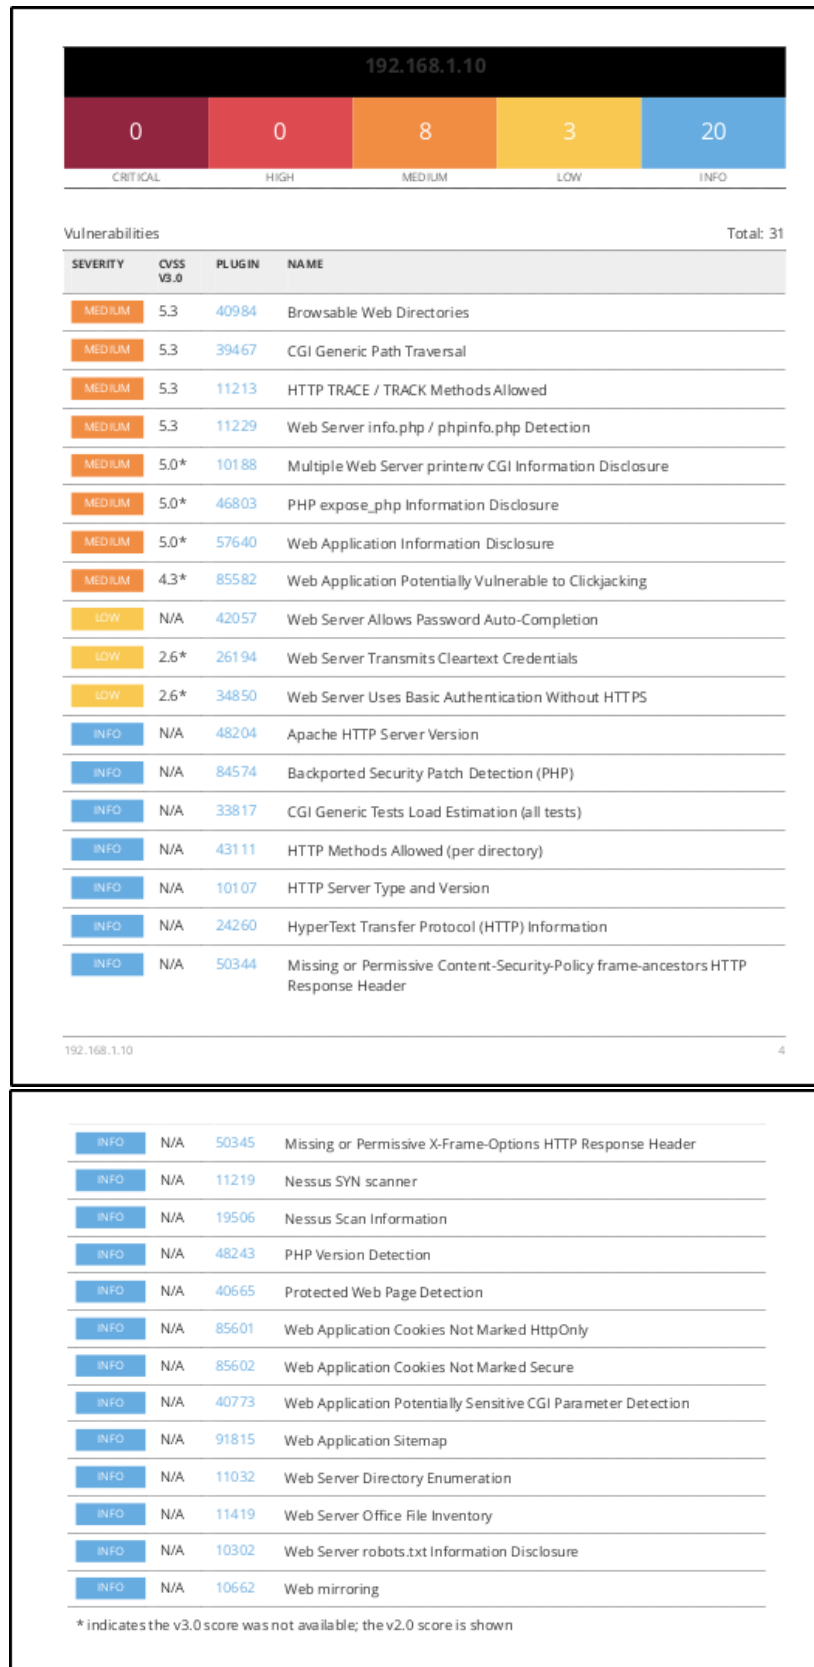 192.168.1.10
0 0 8 3 20
CRITICAL HIGH MEDIUM LOW INFO
Vulnerabilities Total: 31
SEVERITY CVSS V3.0 PLUGIN NAME
MEDIUM 5.3 40984 Browsable Web Directories
MEDIUM 5.3 39467 CGI Generic Path Traversal
MEDIUM 5.3 11213 HTTP TRACE / TRACK Methods Allowed
MEDIUM 5.3 11229 Web Server info.php / phpinfo.php Detection
MEDIUM 5.0* 10188 Multiple Web Server printenv CGI Information Disclosure
MEDIUM 5.0* 46803 PHP expose_php Information Disclosure
MEDIUM 5.0* 57640 Web Application Information Disclosure
MEDIUM 4.3* 85582 Web Application Potentially Vulnerable to Clickjacking
LOW N/A 42057 Web Server Allows Password Auto-Completion
LOW 2.6* 26194 Web Server Transmits Cleartext Credentials
LOW 2.6* 34850 Web Server Uses Basic Authentication Without HTTPS
INFO N/A 48204 Apache HTTP Server Version
INFO N/A 84574 Backported Security Patch Detection (PHP)
INFO N/A 33817 CGI Generic Tests Load Estimation (all tests)
INFO N/A 43111 HTTP Methods Allowed (per directory)
INFO N/A 10107 HTTP Server Type and Version
INFO N/A 24260 HyperText Transfer Protocol (HTTP) Information
INFO N/A 50344 Missing or Permissive Content-Security-Policy frame-ancestors HTTP
Response Header
192.168.1.10 4
INFO N/A 50345 Missing or Permissive X-Frame-Options HTTP Response Header
INFO N/A 11219 Nessus SYN scanner
INFO N/A 19506 Nessus Scan Information
INFO N/A 48243 PHP Version Detection
INFO N/A 40665 Protected Web Page Detection
INFO N/A 85601 Web Application Cookies Not Marked HttpOnly
INFO N/A 85602 Web Application Cookies Not Marked Secure
INFO N/A 40773 Web Application Potentially Sensitive CGI Parameter Detection
INFO N/A 91815 Web Application Sitemap
INFO N/A 11032 Web Server Directory Enumeration
INFO N/A 11419 Web Server Office File Inventory
INFO N/A 10302 Web Server robots.txt Information Disclosure
INFO N/A 10662 Web mirroring
* indicates the v3.0 score was not available; the v2.0 score is shown